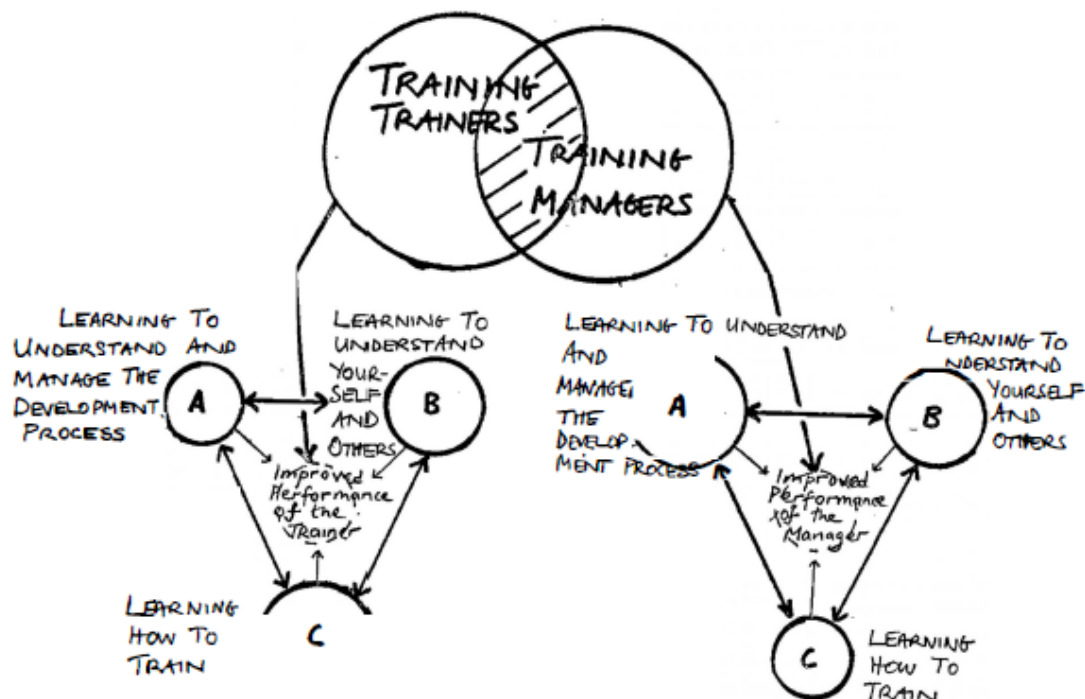 TRAINING
TRAINERS
TRAINING
MANAGERS
LEARNING TO
UNDERSTAND AND
MANAGE THE
DEVELOPMENT
PROCESS
A
LEARNING TO
UNDERSTAND
YOUR-
SELF
AND
OTHERS
B
Improved
Performance
of the
Trainer
LEARNING
HOW TO
TRAIN
C
LEARNING TO UNDERSTAND
AND
MANAGE
THE
DEVELOP-
MENT PROCESS
A
LEARNING TO
NDERSTAND
YOURSELF
AND
OTHERS
B
Improved
Performance
of the
Manager
C
LEARNING
HOW TO
TRAIN